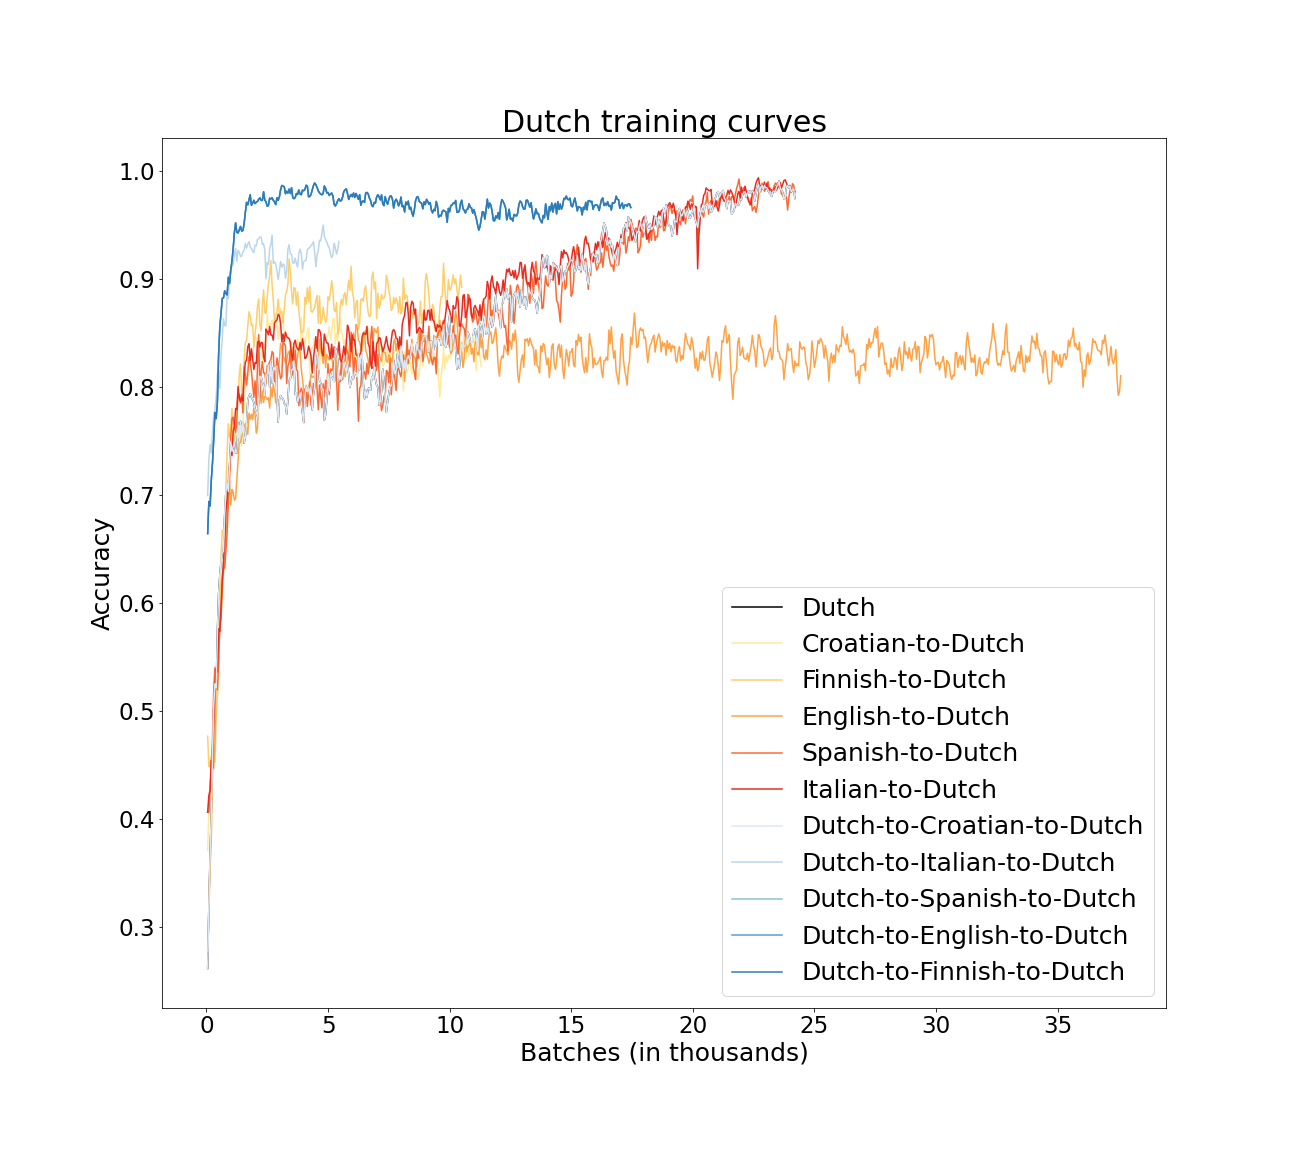 Dutch training curves
1.0
0.9
0.8
0.7
0.6
0.5
0.4
0.3
Accuracy
0 5 10 15 20 25 30 35
Batches (in thousands)
Dutch
Croatian-to-Dutch
Finnish-to-Dutch
English-to-Dutch
Spanish-to-Dutch
Italian-to-Dutch
Dutch-to-Croatian-to-Dutch
Dutch-to-Italian-to-Dutch
Dutch-to-Spanish-to-Dutch
Dutch-to-English-to-Dutch
Dutch-to-Finnish-to-Dutch